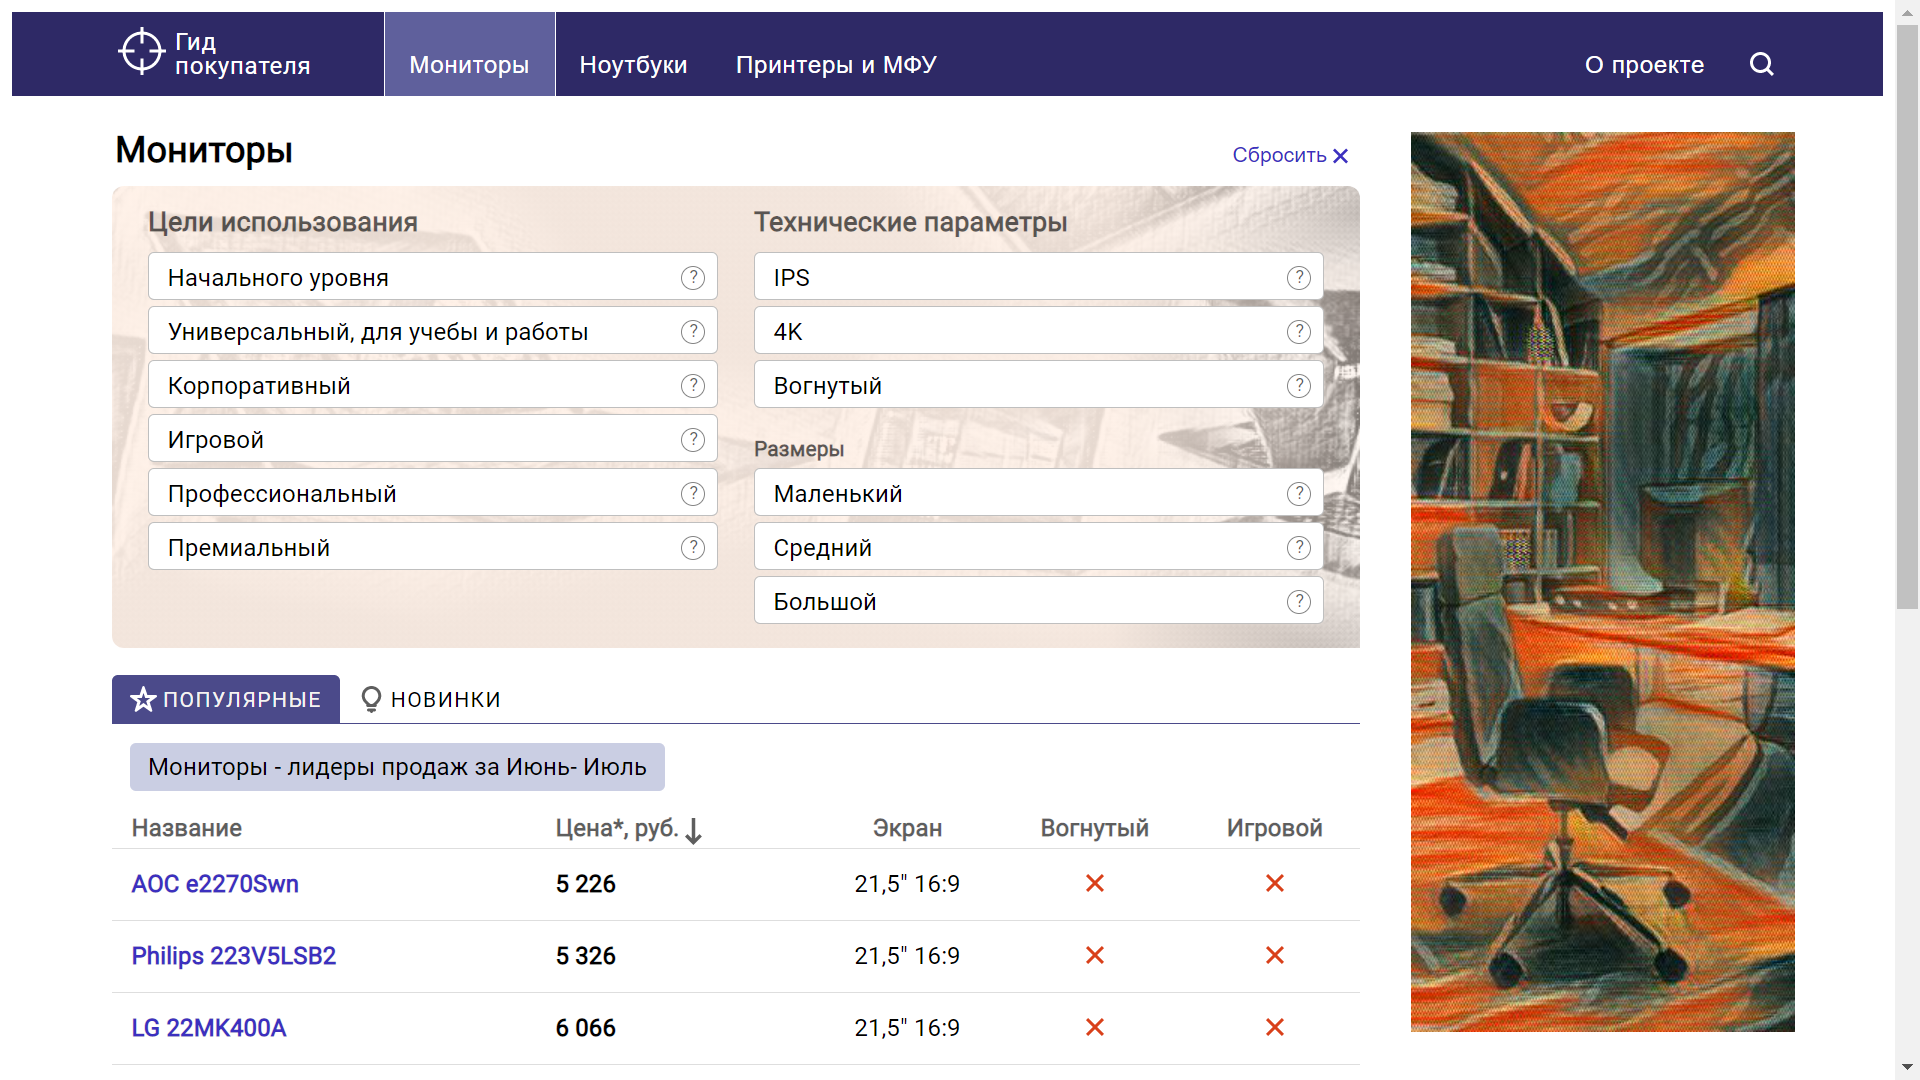 Гид
покупателя
Мониторы
Ноутбуки
Принтеры и МФУ
О проекте
Мониторы
Сбросить
Цели использования
Начального уровня
?
Универсальный, для учебы и работы
?
Корпоративный
?
Игровой
?
Профессиональный
?
Премиальный
?
Технические параметры
IPS
?
4K
?
Вогнутый
?
Размеры
Маленький
?
Средний
?
Большой
?
ПОПУЛЯРНЫЕ
НОВИНКИ
Мониторы - лидеры продаж за Июнь- Июль
Название Цена*, руб. Экран Вогнутый Игровой
AOC e2270Swn 5 226 21,5" 16:9
Philips 223V5LSB2 5 326 21,5" 16:9
LG 22MK400A 6 066 21,5" 16:9